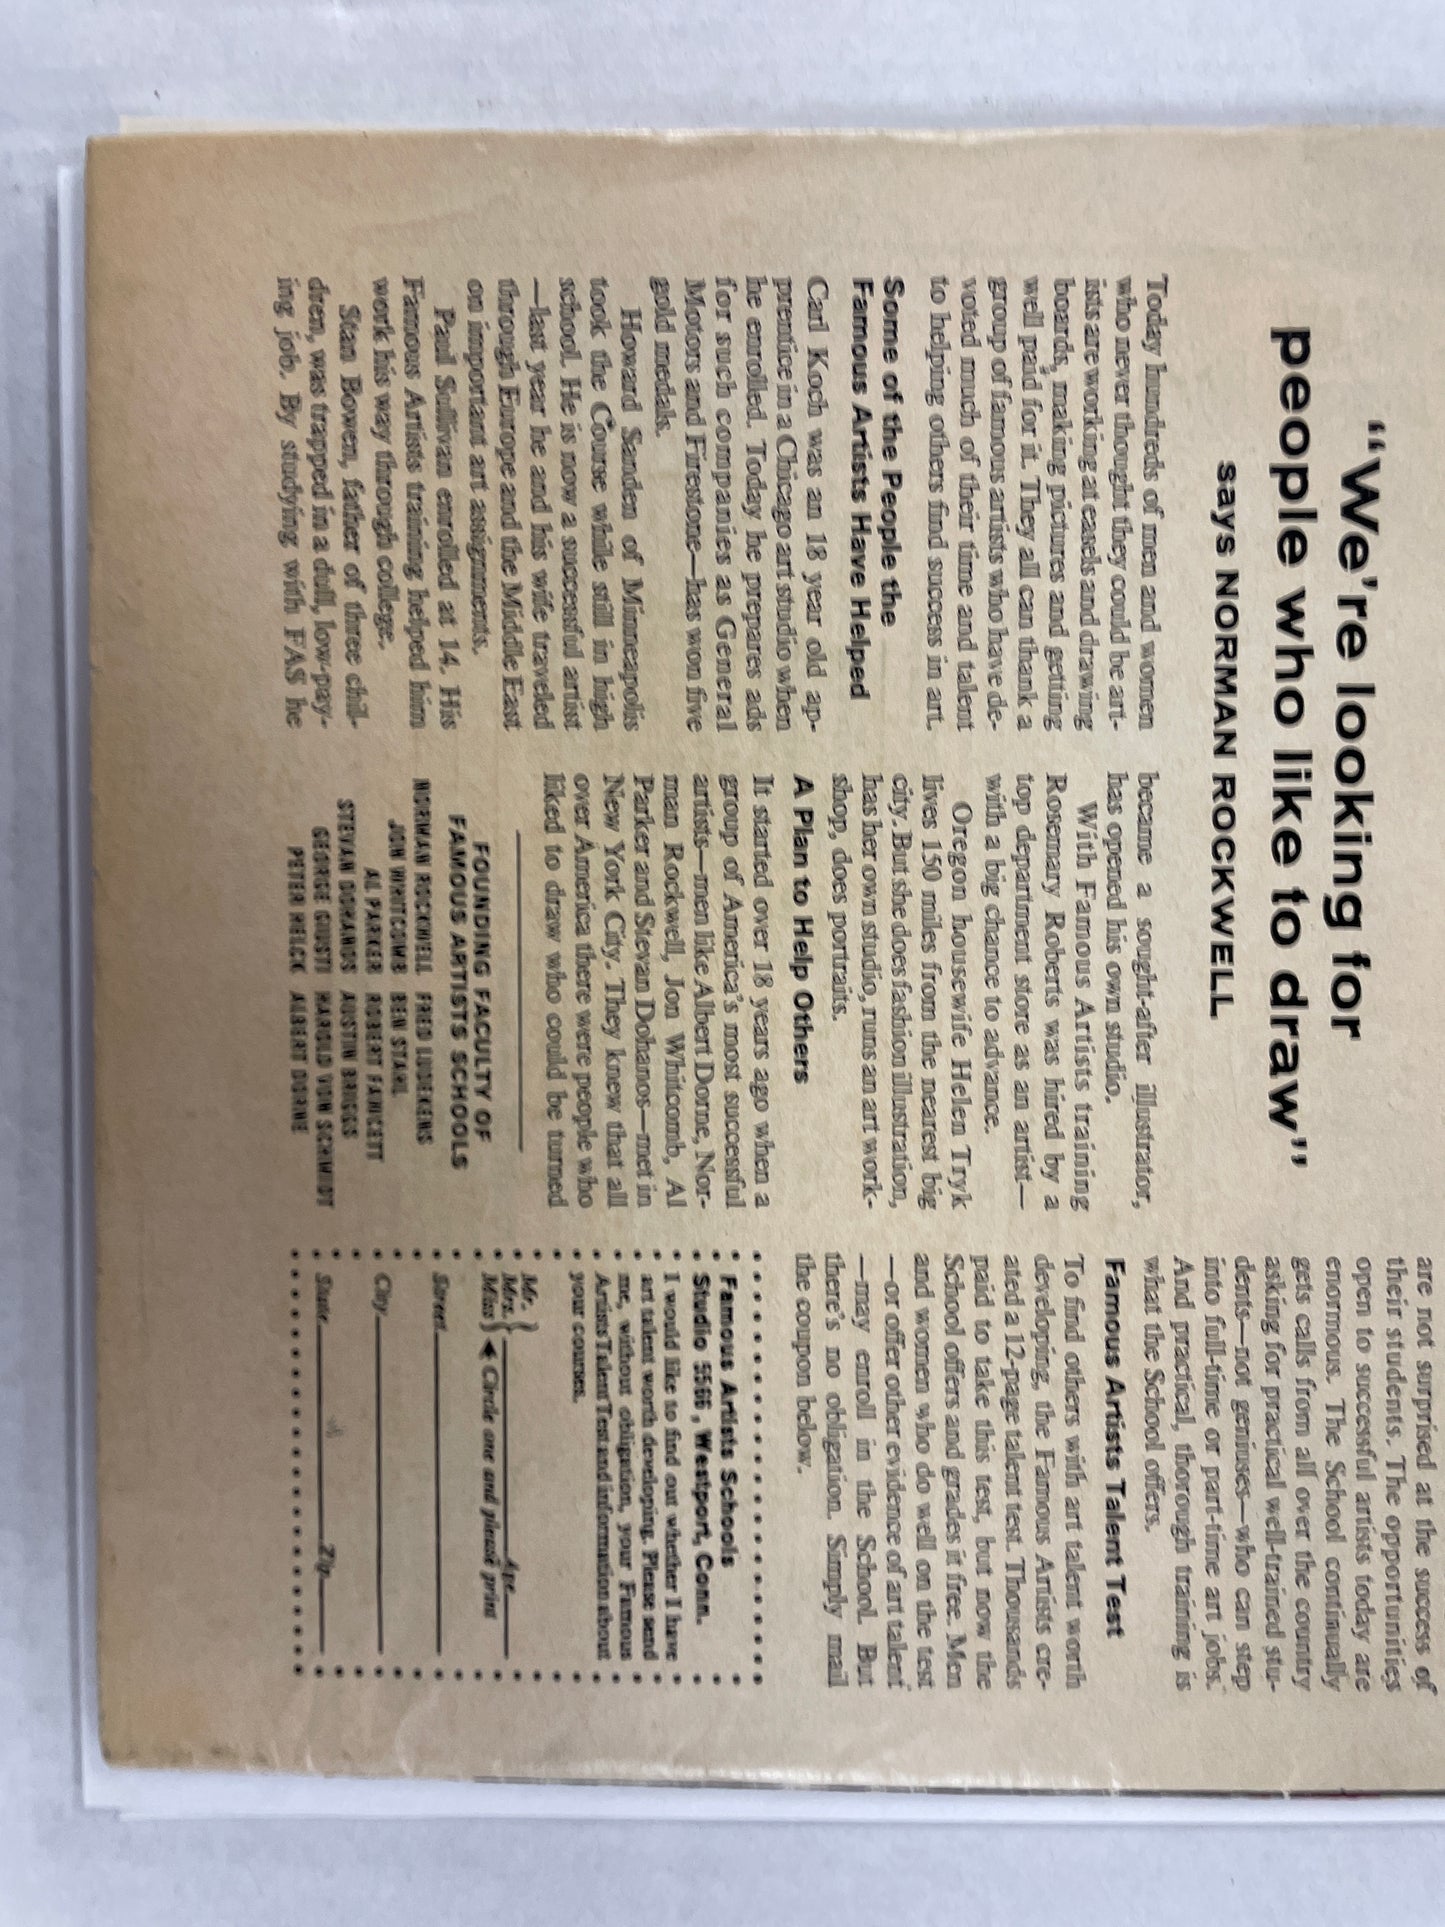 “We’re looking for
people who like to draw”
says NORMAN ROCKWELL
Today hundreds of men and women
who never thought they could be art-
ists are working at easels and drawing
boards, making pictures and getting
well paid for it. They all can thank a
group of famous artists who have de-
voted much of their time and talent
to helping others find success in art.
Some of the People the
Famous Artists Have Helped
Carl Koch was an 18 year old ap-
prentice in a Chicago art studio when
he enrolled. Today he prepares ads
for such companies as General
Motors and Firestone—has won five
gold medals.
Howard Sanden of Minneapolis
took the Course while still in high
school. He is now a successful artist
—last year he and his wife traveled
through Europe and the Middle East
on important art assignments.
Paul Sullivan enrolled at 14. His
Famous Artists training helped him
work his way through college.
Stan Bowen, father of three chil-
dren, was trapped in a dull, low-pay-
ing job. By studying with FAS he
became a sought-after illustrator,
has opened his own studio.
With Famous Artists training
Rosemary Roberts was hired by a
top department store as an artist—
with a big chance to advance.
Oregon housewife Helen Tryk
lives 150 miles from the nearest big
city. But she does fashion illustration,
has her own studio, runs an art work-
shop, does portraits.
A Plan to Help Others
It started over 18 years ago when a
group of America’s most successful
artists—men like Albert Dorne, Nor-
man Rockwell, Jon Whitcomb, Al
Parker and Stevan Dohanos—met in
New York City. They knew that all
over America there were people who
liked to draw who could be turned
FOUNDING FACULTY OF
FAMOUS ARTISTS SCHOOLS
NORMAN ROCKWELL FRED LUDEKENS
JON WHITCOMB BEN STAHL
AL PARKER ROBERT FAWCETT
STEVAN DOHANOS AUSTIN BRIGGS
GEORGE GIUSTI HAROLD VON SCHMIDT
PETER HELCK ALBERT DORNE
are not surprised at the success of
their students. The opportunities
open to successful artists today are
enormous. The School continually
gets calls from all over the country
asking for practical well-trained stu-
dents—not geniuses—who can step
into full-time or part-time art jobs.
And practical, thorough training is
what the School offers.
Famous Artists Talent Test
To find others with art talent worth
developing, the Famous Artists cre-
ated a 12-page talent test. Thousands
paid to take this test, but now the
School offers and grades it free. Men
and women who do well on the test
—or offer other evidence of art talent
—may enroll in the School. But
there’s no obligation. Simply mail
the coupon below.
Famous Artists Schools
Studio 5566, Westport, Conn.
I would like to find out whether I have
art talent worth developing. Please send
me, without obligation, your Famous
Artists Talent Test and information about
your courses.
Mr.
Mrs. Age
Miss Circle one and please print
Street
City
State Zip